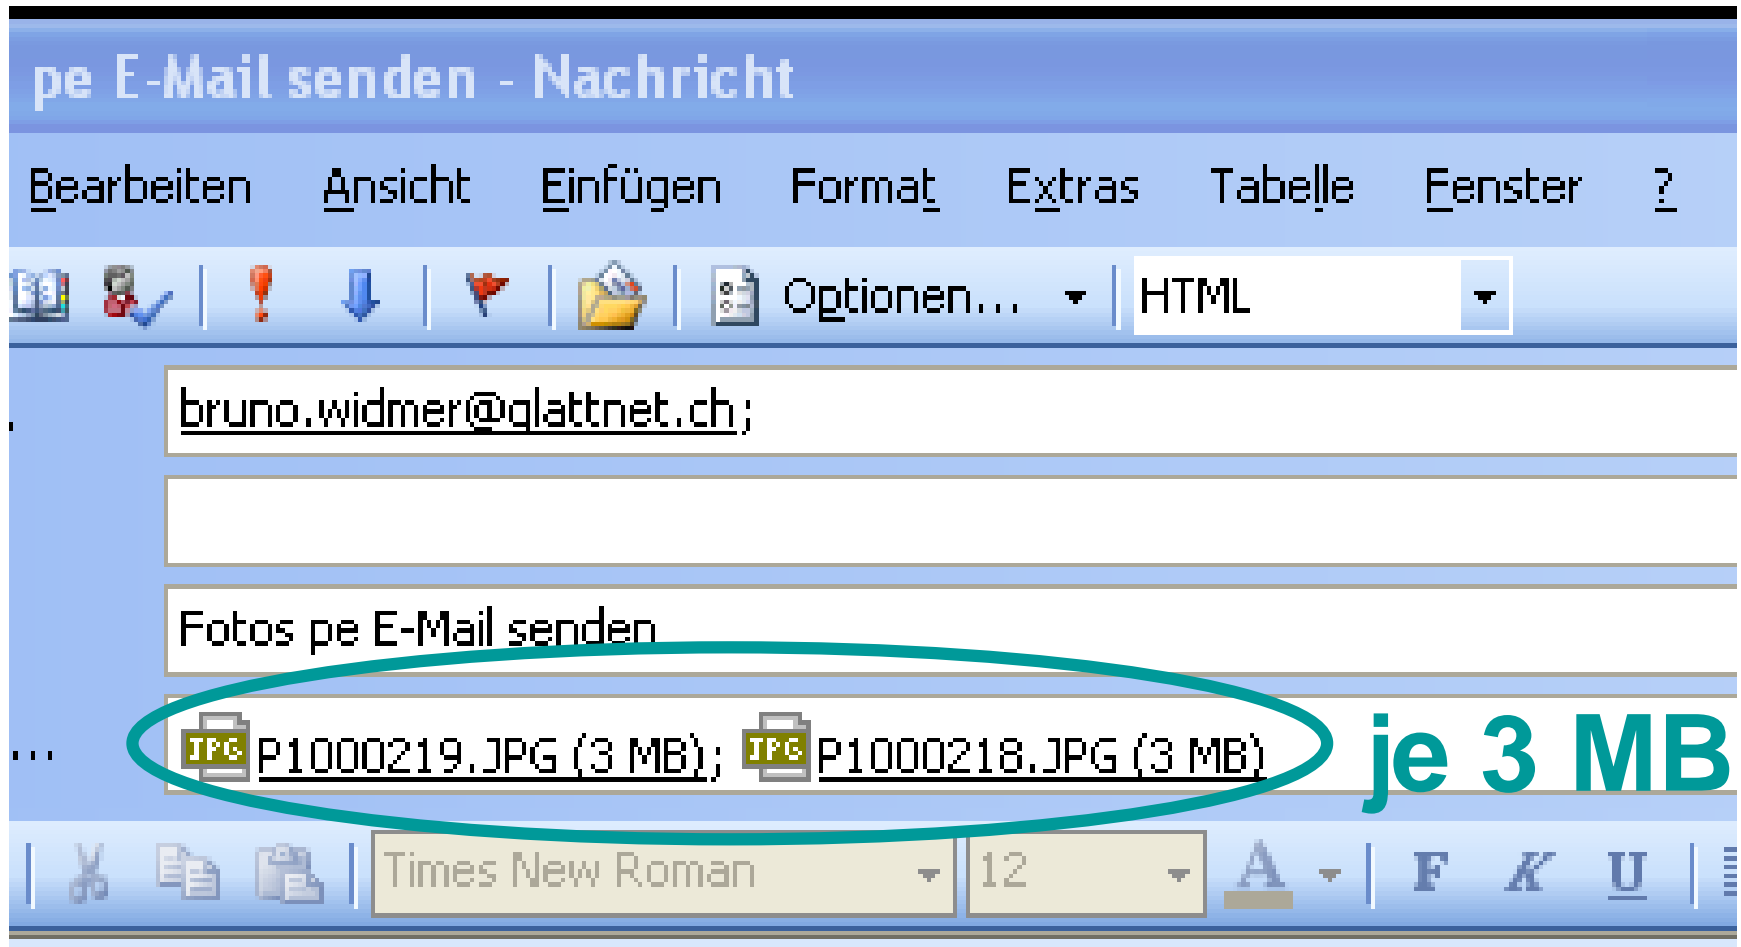 pe E-Mail senden - Nachricht
Bearbeiten Ansicht Einfügen Format Extras Tabelle Fenster ?
Optionen... HTML
bruno.widmer@glattnet.ch;
Fotos pe E-Mail senden
... JPG P1000219.JPG (3 MB); JPG P1000218.JPG (3 MB) je 3 MB
Times New Roman 12 A F K U